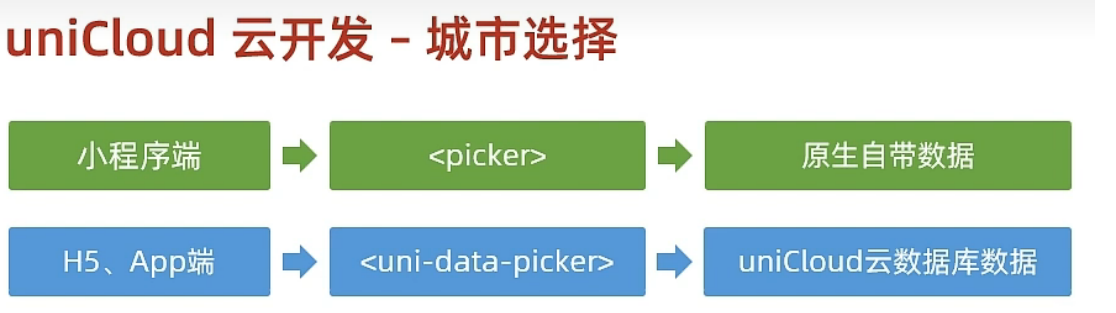 uniCloud 云开发 – 城市选择
小程序端
<picker>
原生自带数据
H5、App端
<uni-data-picker>
uniCloud云数据库数据